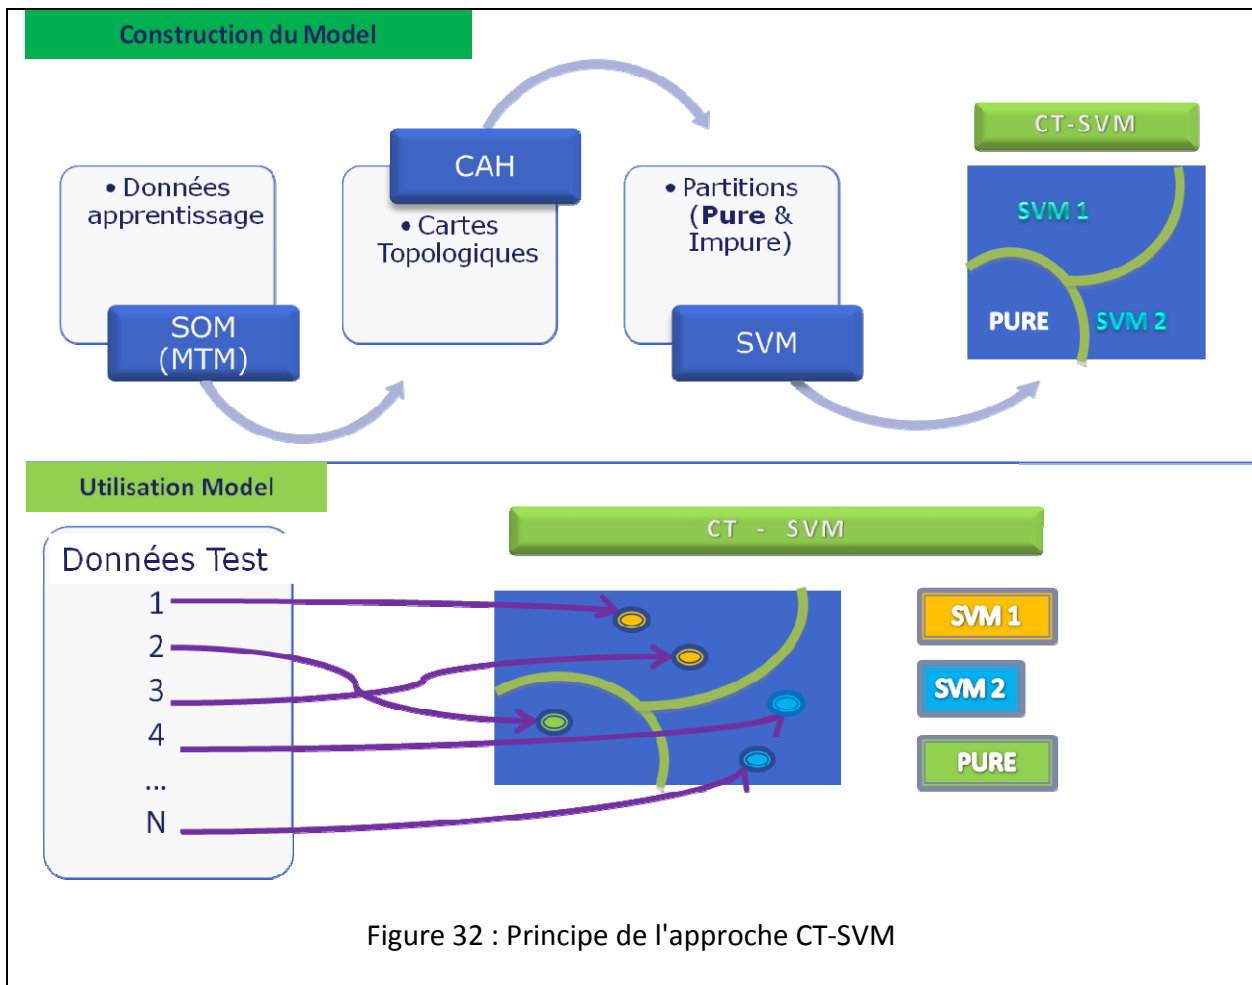 Construction du Model
• Données
apprentissage
SOM
(MTM)
CAH
• Cartes
Topologiques
• Partitions
(Pure &
Impure)
SVM
CT-SVM
SVM 1
PURE
SVM 2
Utilisation Model
Données Test
1
2
3
4
...
N
CT - SVM
SVM 1
SVM 2
PURE
Figure 32 : Principe de l'approche CT-SVM